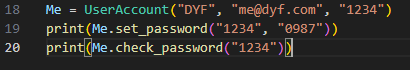 18 Me = UserAccount("DYF", "me@dyf.com", "1234")
19 print(Me.set_password("1234", "0987"))
20 print(Me.check_password("1234"))